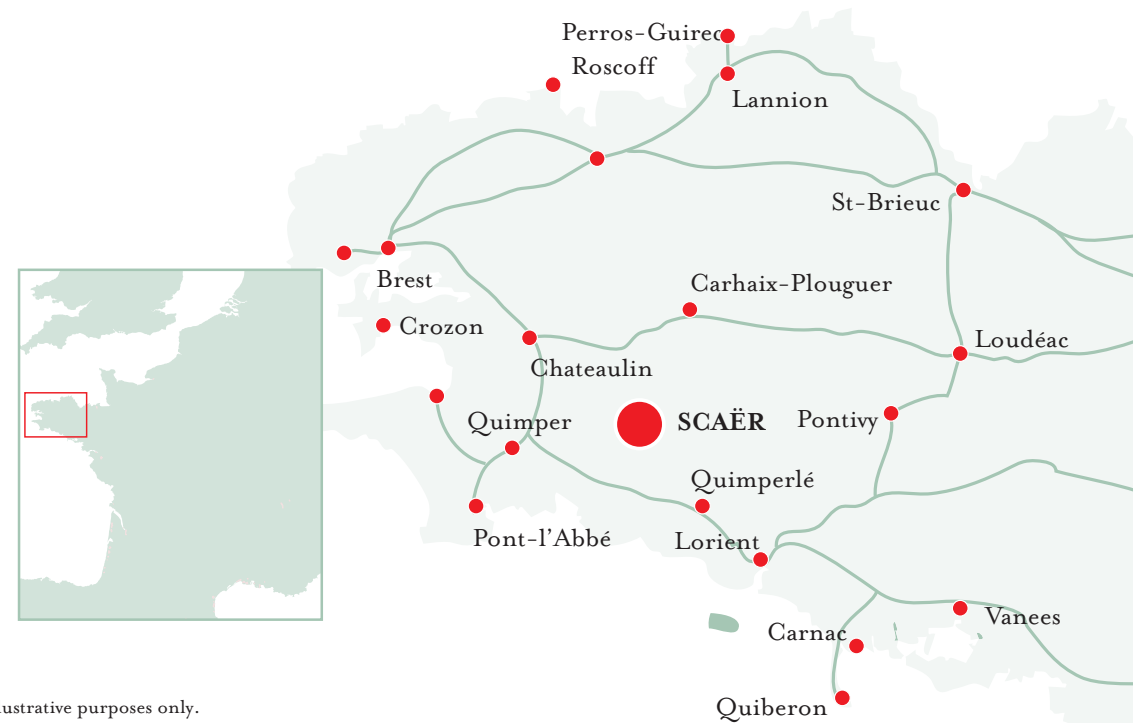 Perros-Guirec
Roscoff
Lannion
St-Brieuc
Brest
Carhaix-Plouguer
Crozon
Loudéac
Chateaulin
Quimper
SCAËR
Pontivy
Quimperlé
Pont-l'Abbé
Lorient
Vanees
Carnac
Quiberon
purposes only.